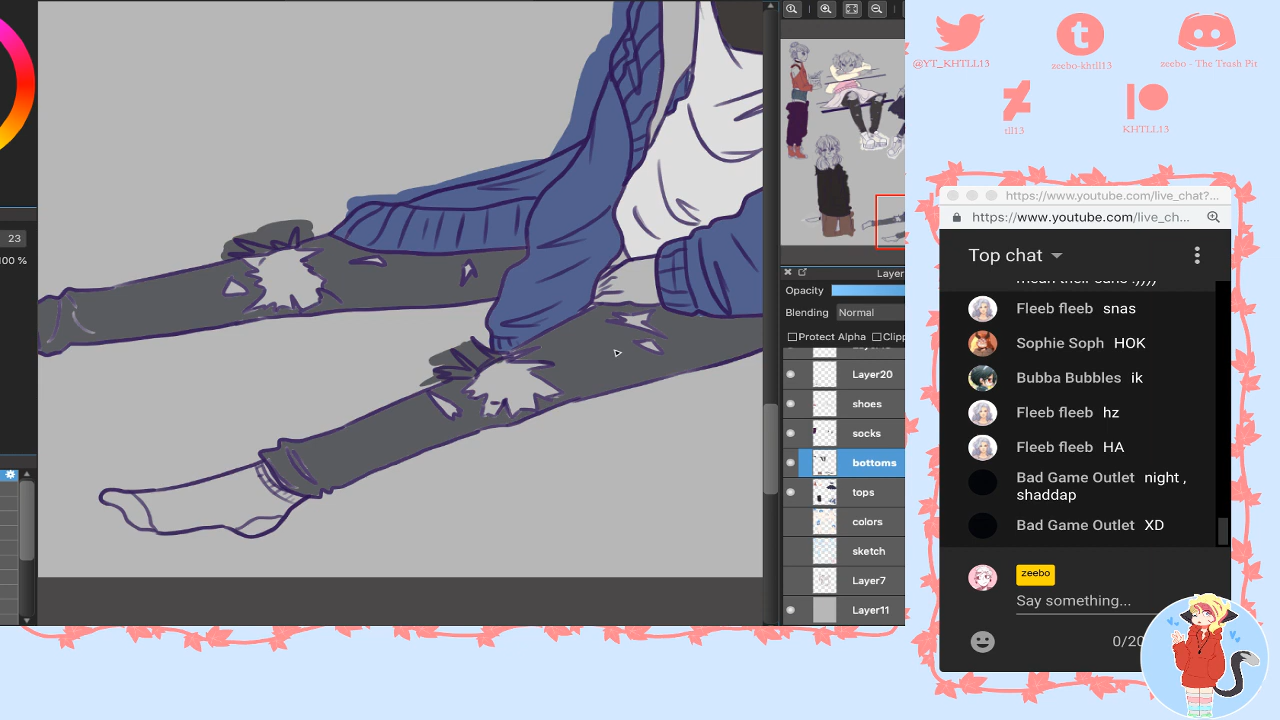 @YT_KHTLL13
zeebo-khtll13
zeebo - The Trash Pit
tll13
KHTLL13
23
100 %
Layer
Opacity
Blending Normal
Protect Alpha Clipp
Layer20
shoes
socks
bottoms
tops
colors
sketch
Layer7
Layer11
https://www.youtube.com/live_chat?...
https://www.youtube.com/live_ch...
Top chat
Fleeb fleeb snas
Sophie Soph HOK
Bubba Bubbles ik
Fleeb fleeb hz
Fleeb fleeb HA
Bad Game Outlet night ,
shaddap
Bad Game Outlet XD
zeebo
Say something...
0/20